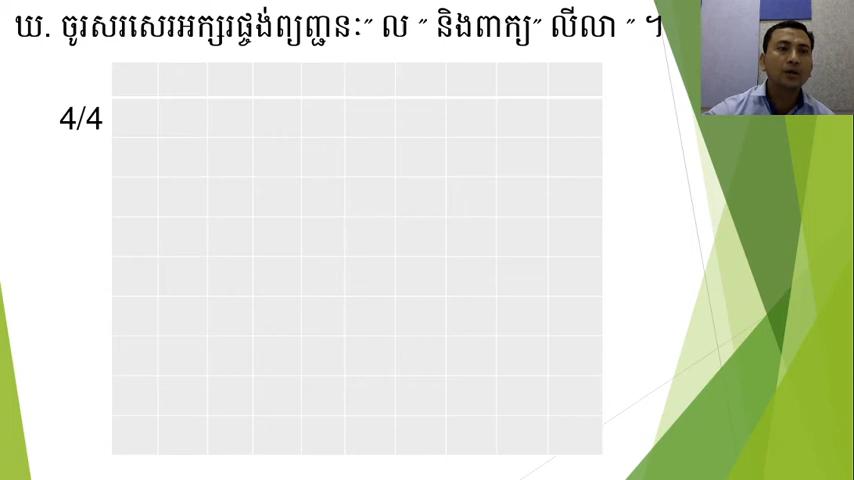 ឃ. ចូរសរសេរអក្សរផ្ចង់ព្យញ្ជនៈ˝ ល ˝ និងពាក្យ˝ លីលា ˝ ។
4/4